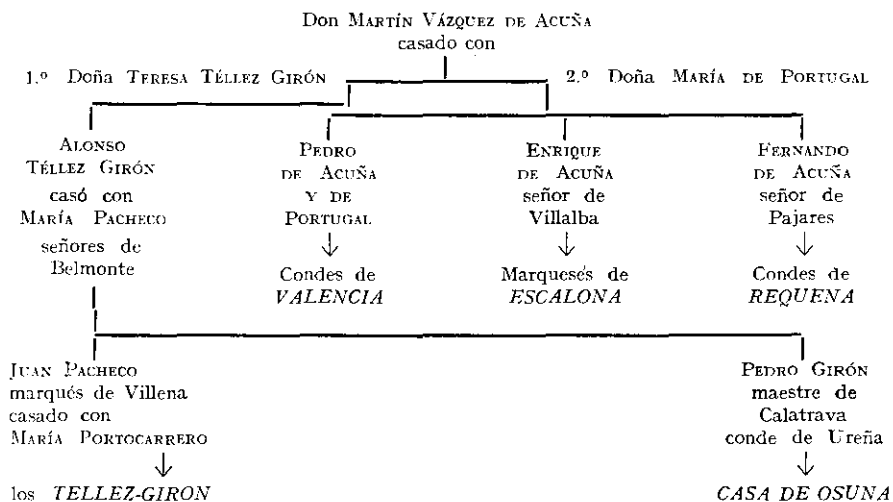 Don MARTÍN VÁZQUEZ DE ACUÑA
casado con
1.º Doña TERESA TÉLLEZ GIRÓN
2.º Doña MARÍA DE PORTUGAL
ALONSO
TÉLLEZ GIRÓN
casó con
MARÍA PACHECO
señores de
Belmonte
PEDRO
DE ACUÑA
Y DE
PORTUGAL
Condes de
VALENCIA
ENRIQUE
DE ACUÑA
señor de
Villalba
Marqueses de
ESCALONA
FERNANDO
DE ACUÑA
señor de
Pajares
Condes de
REQUENA
JUAN PACHECO
marqués de Villena
casado con
MARÍA PORTOCARRERO
los TELLEZ-GIRON
PEDRO GIRÓN
maestre de
Calatrava
conde de Ureña
CASA DE OSUNA